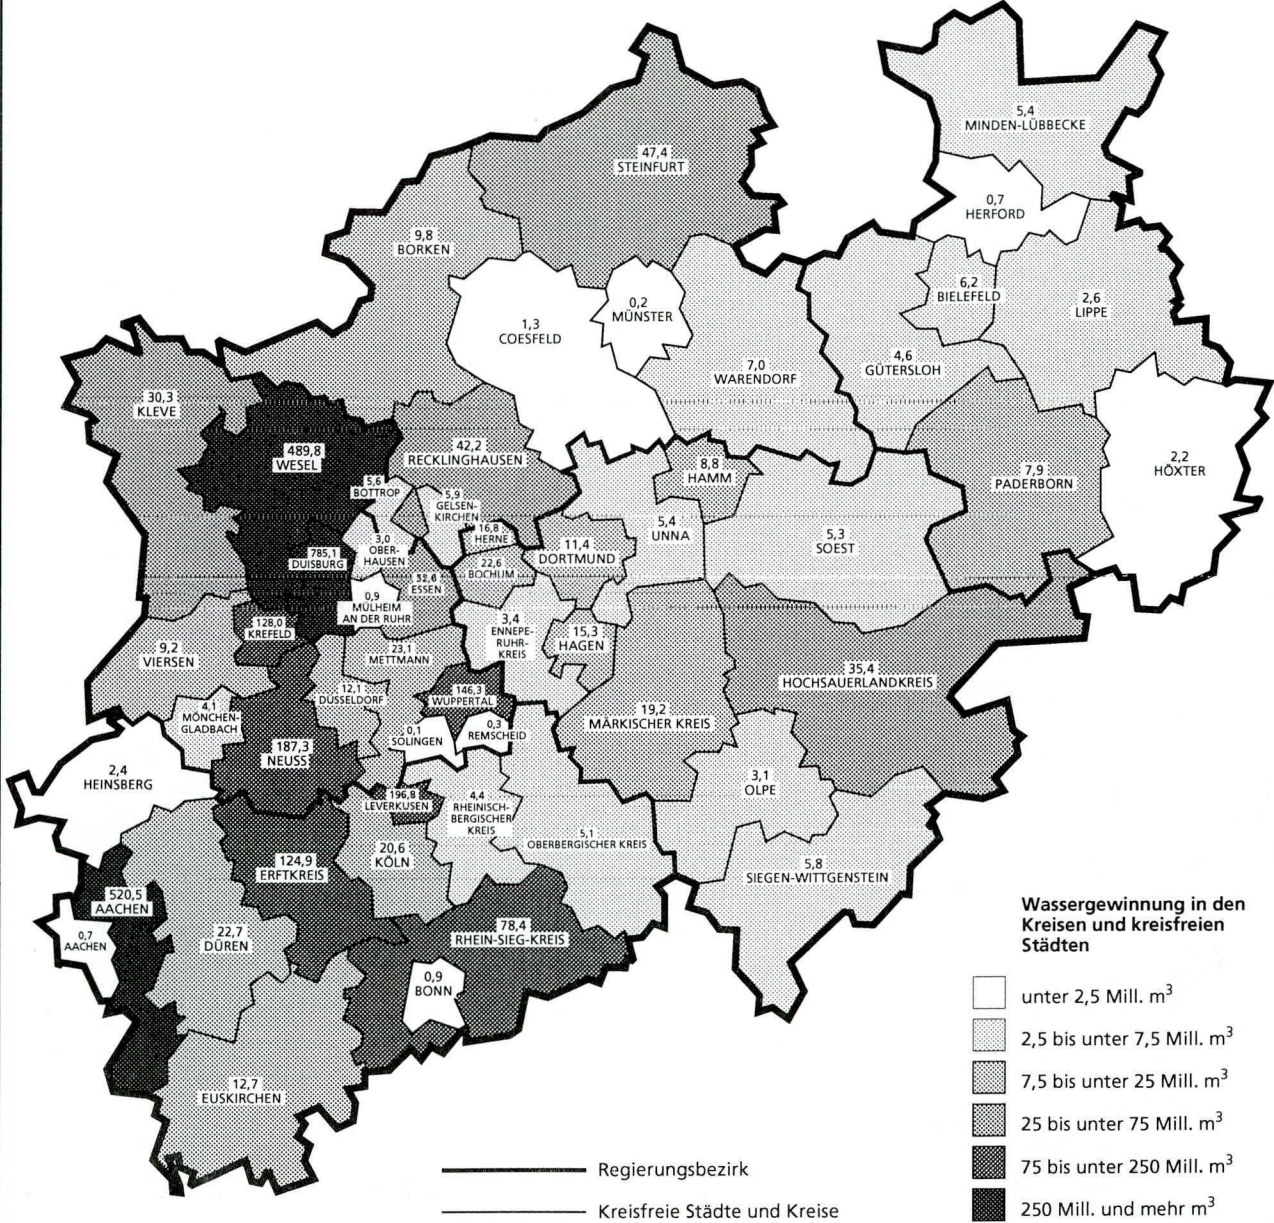 5,4
MINDEN-LÜBBECKE
47,4
STEINFURT
0,7
HERFORD
9,8
BORKEN
6,2
BIELEFELD
2,6
LIPPE
0,2
MÜNSTER
1,3
COESFELD
7,0
WARENDORF
4,6
GÜTERSLOH
30,3
KLEVE
489,8
WESEL
42,2
RECKLINGHAUSEN
8,8
HAMM
7,9
PADERBORN
2,2
HÖXTER
5,6
BOTTROP
5,9
GELSEN-
KIRCHEN
16,8
HERNE
5,4
UNNA
5,3
SOEST
785,1
DUISBURG
3,0
OBER-
HAUSEN
11,4
DORTMUND
22,6
BOCHUM
32,6
ESSEN
0,9
MÜLHEIM
AN DER RUHR
128,0
KREFELD
3,4
ENNEPE-
RUHR-
KREIS
15,3
HAGEN
9,2
VIERSEN
23,1
METTMANN
35,4
HOCHSAUERLANDKREIS
12,1
DÜSSELDORF
146,3
WUPPERTAL
4,1
MÖNCHEN-
GLADBACH
19,2
MÄRKISCHER KREIS
0,1
SOLINGEN
0,3
REMSCHEID
187,3
NEUSS
2,4
HEINSBERG
3,1
OLPE
196,8
LEVERKUSEN
4,4
RHEINISCH-
BERGISCHER
KREIS
5,1
OBERBERGISCHER KREIS
20,6
KÖLN
124,9
ERFTKREIS
5,8
SIEGEN-WITTGENSTEIN
520,5
AACHEN
0,7
AACHEN
22,7
DÜREN
78,4
RHEIN-SIEG-KREIS
0,9
BONN
12,7
EUSKIRCHEN
Wassergewinnung in den
Kreisen und kreisfreien
Städten
unter 2,5 Mill. m³
2,5 bis unter 7,5 Mill. m³
7,5 bis unter 25 Mill. m³
25 bis unter 75 Mill. m³
75 bis unter 250 Mill. m³
250 Mill. und mehr m³
Regierungsbezirk
Kreisfreie Städte und Kreise